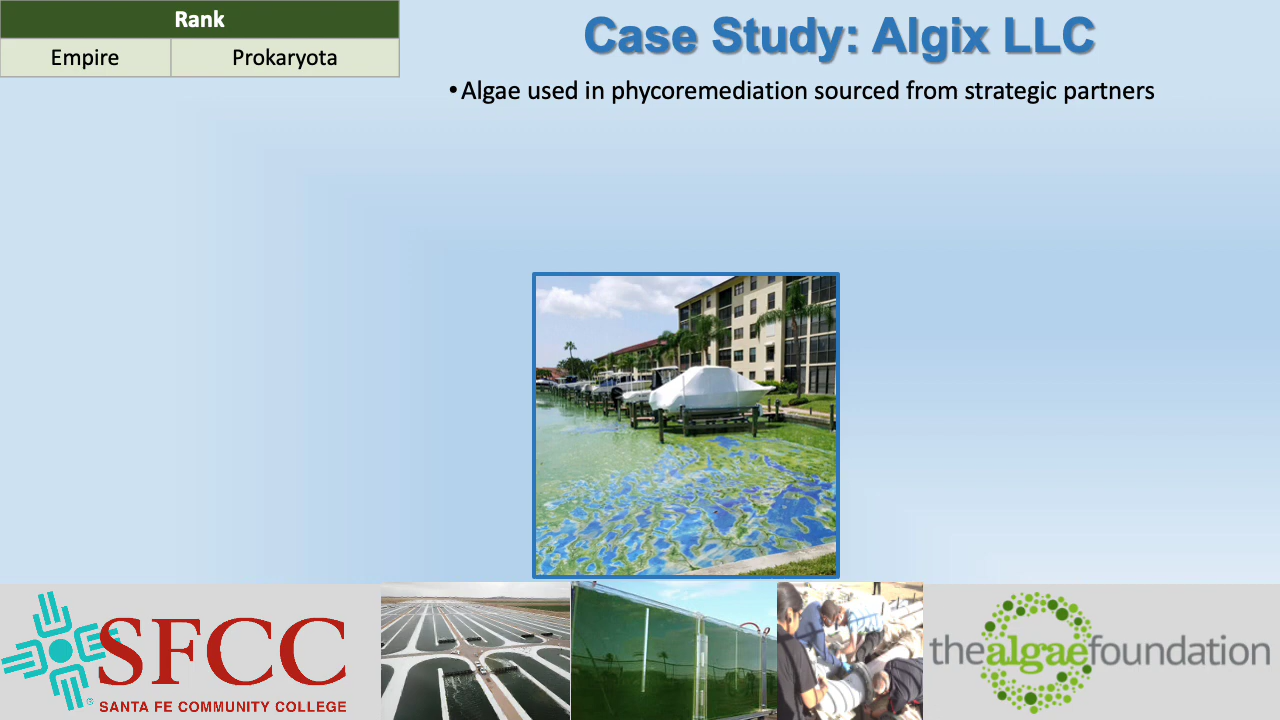 Rank
Empire Prokaryota
Case Study: Algix LLC
•Algae used in phycoremediation sourced from strategic partners
SFCC
®
SANTA FE COMMUNITY COLLEGE
thealgaefoundation